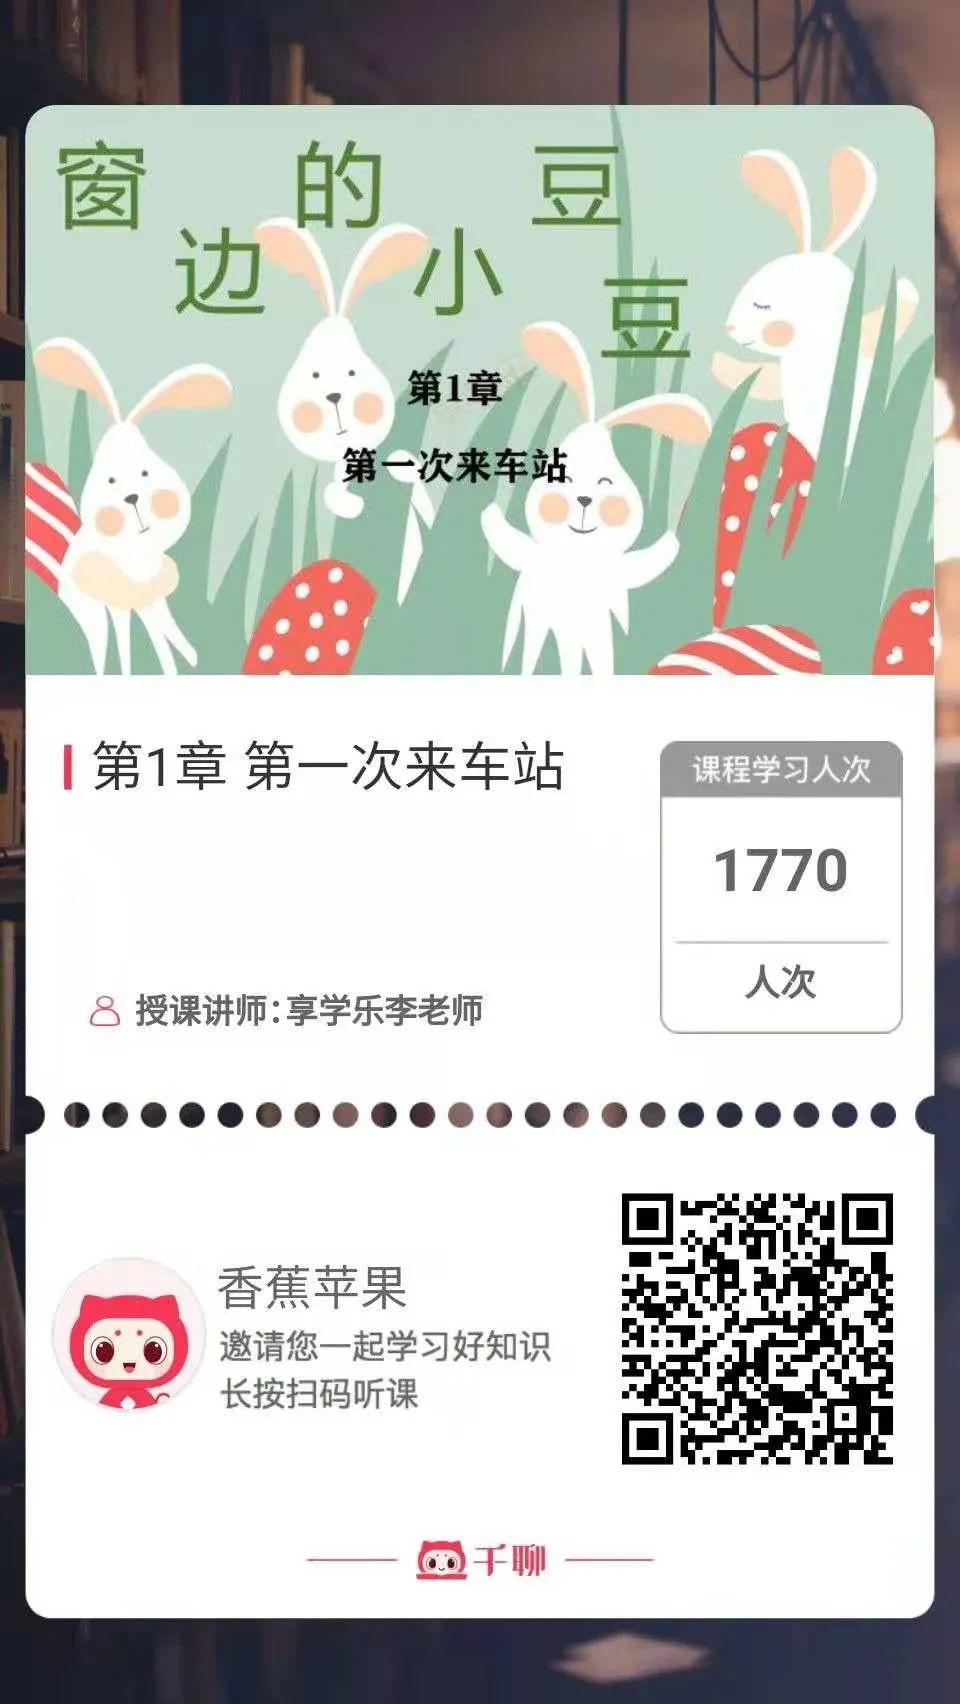 窗边的小豆豆
第1章
第一次来车站
第1章 第一次来车站
课程学习人次
1770
人次
授课讲师:享学乐李老师
香蕉苹果
邀请您一起学习好知识
长按扫码听课
千聊